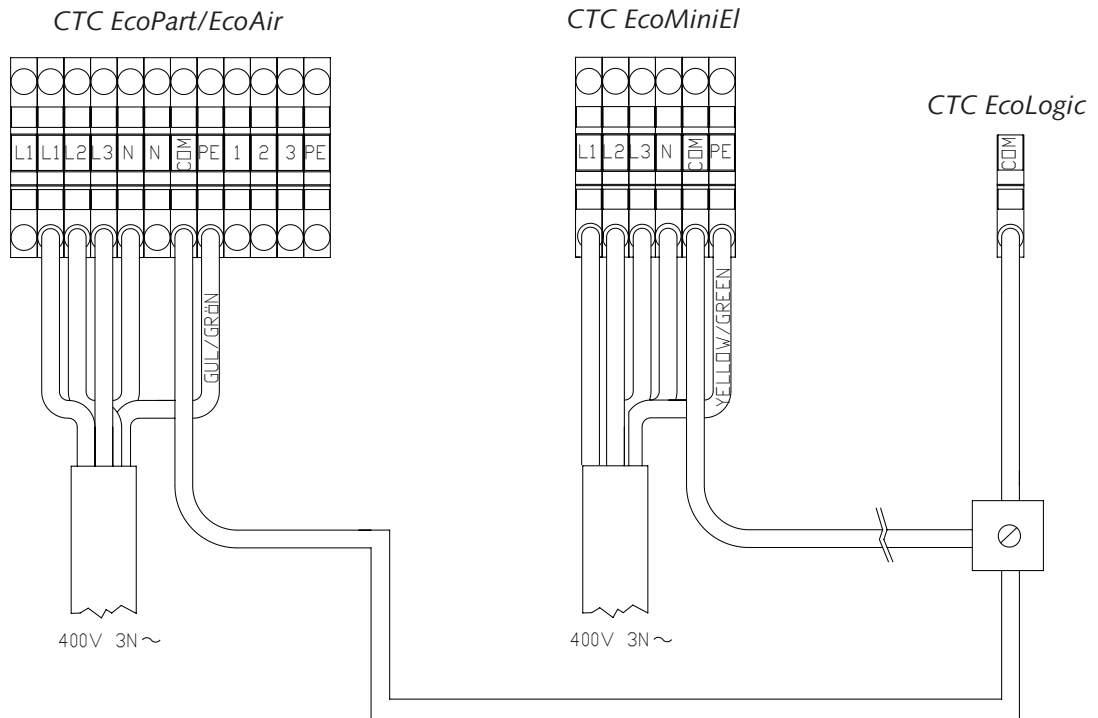 CTC EcoPart/EcoAir
CTC EcoMiniEl
CTC EcoLogic
L1 L1 L2 L3 N N COM PE 1 2 3 PE
L1 L2 L3 N COM PE
COM
GUL/GRÖN
YELLOW/GREEN
400V 3N~
400V 3N~